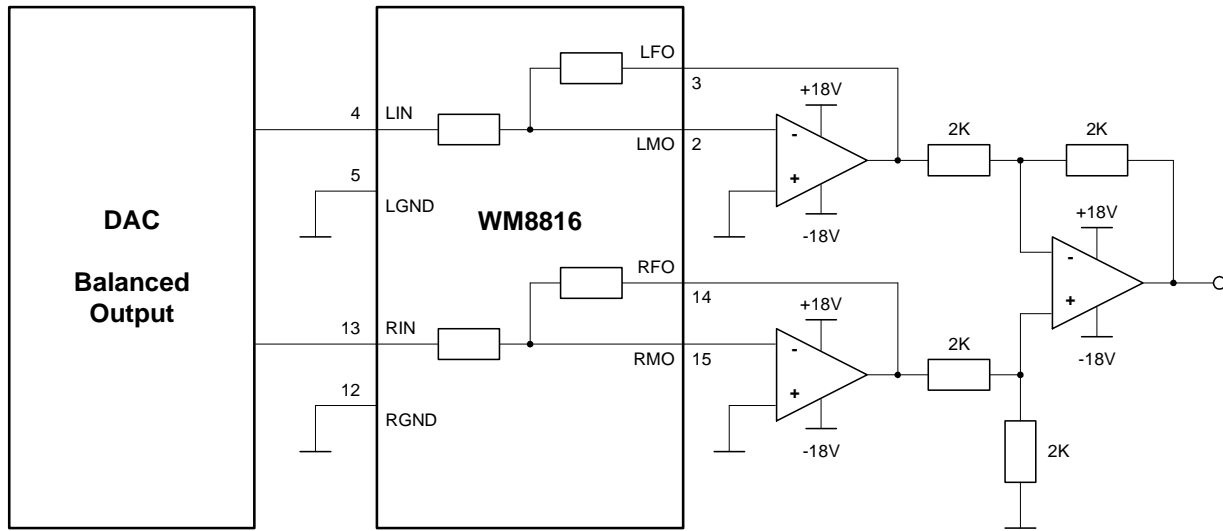 DAC
Balanced
Output
4
LIN
5
LGND
WM8816
LFO
3
LMO
2
13
RIN
12
RGND
RFO
14
RMO
15
-
+
+18V
-18V
2K
2K
-
+
+18V
-18V
2K
2K
-
+
+18V
-18V